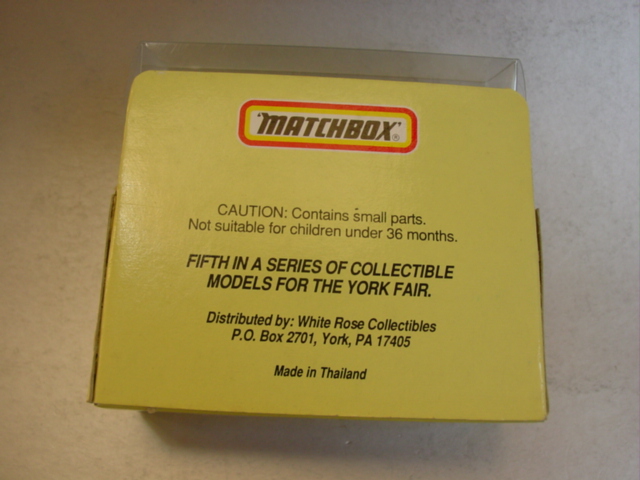 "MATCHBOX"®
CAUTION: Contains small parts.
Not suitable for children under 36 months.
FIFTH IN A SERIES OF COLLECTIBLE
MODELS FOR THE YORK FAIR.
Distributed by: White Rose Collectibles
P.O. Box 2701, York, PA 17405
Made in Thailand